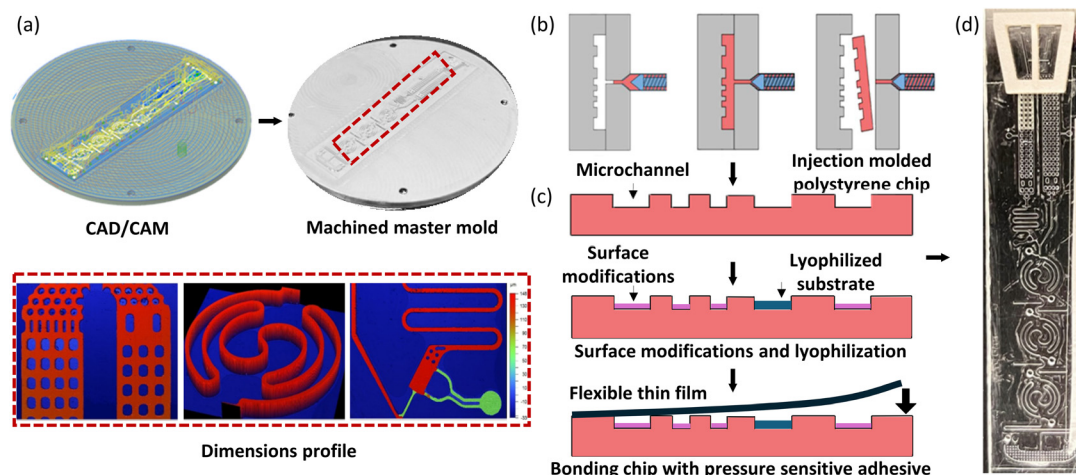 (a)
CAD/CAM
Machined master mold
Dimensions profile
(b)
Injection molded
polystyrene chip
(c)
Microchannel
Surface
modifications
Lyophilized
substrate
Surface modifications and lyophilization
Flexible thin film
Bonding chip with pressure sensitive adhesive
(d)